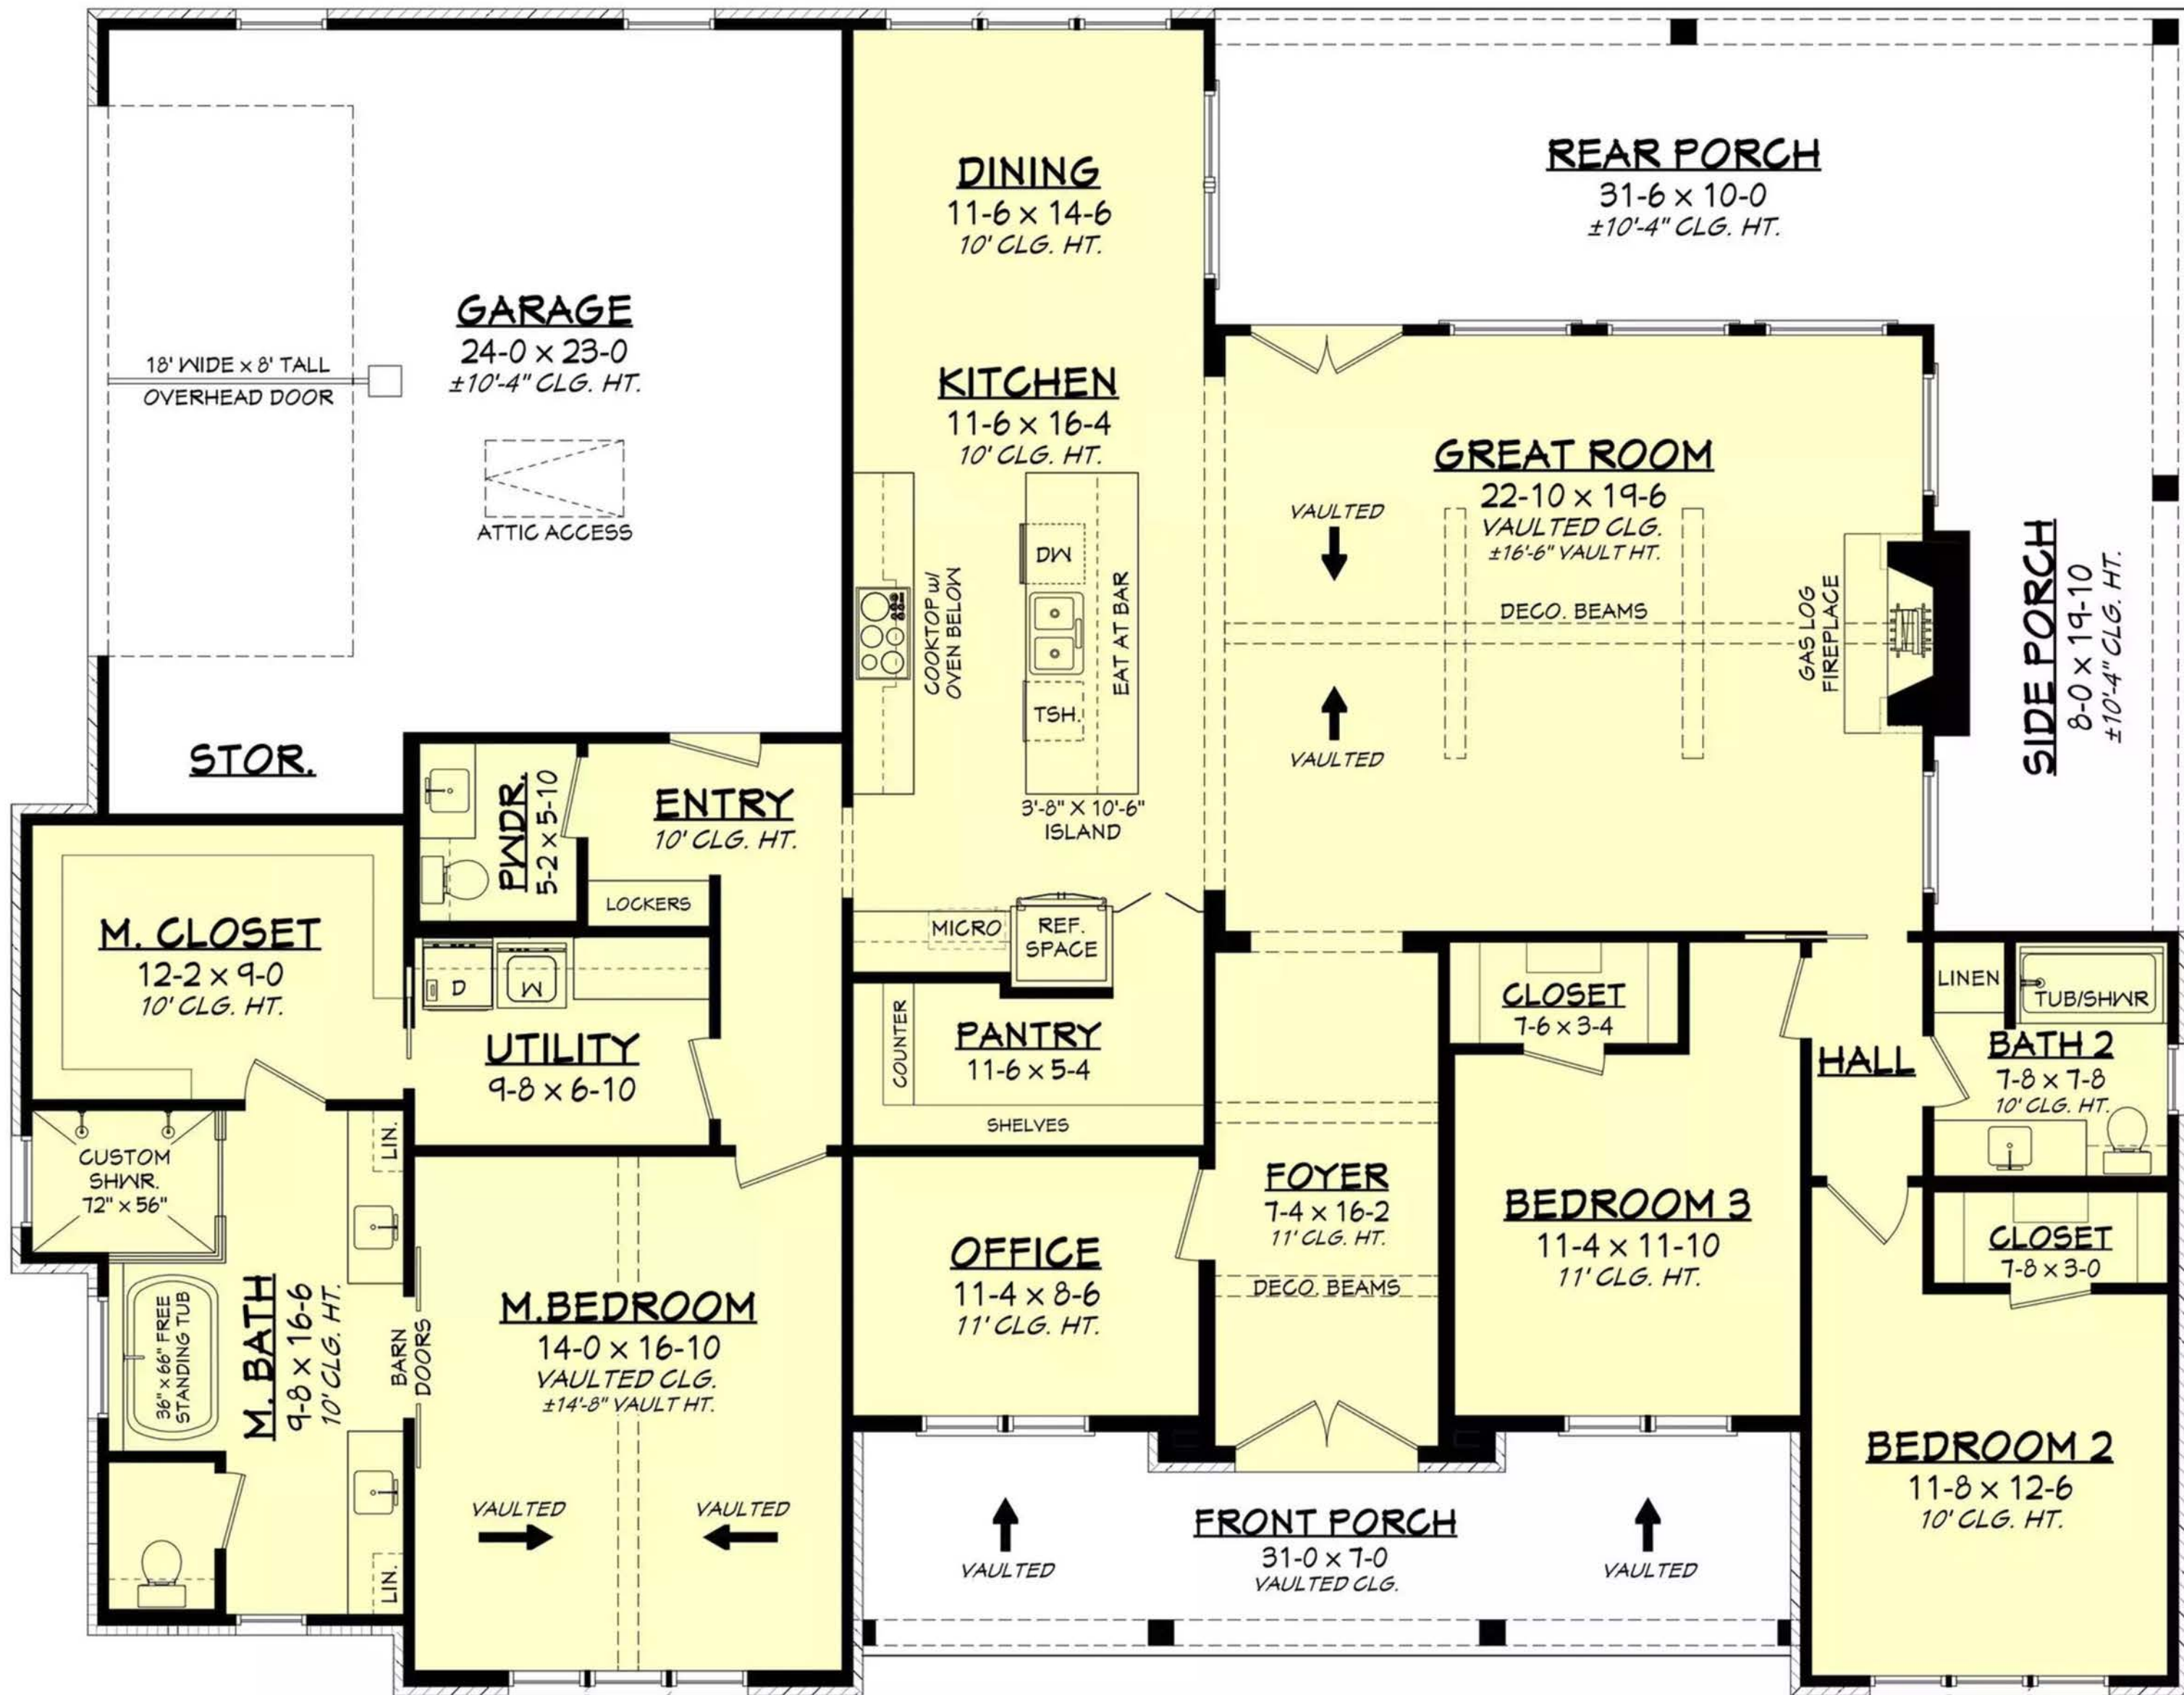 DINING
11-6 x 14-6
10' CLG. HT.
REAR PORCH
31-6 x 10-0
±10'-4" CLG. HT.
GARAGE
24-0 x 23-0
±10'-4" CLG. HT.
18' WIDE x 8' TALL
OVERHEAD DOOR
ATTIC ACCESS
KITCHEN
11-6 x 16-4
10' CLG. HT.
GREAT ROOM
22-10 x 19-6
VAULTED CLG.
±16'-6" VAULT HT.
VAULTED
DECO. BEAMS
VAULTED
GAS LOG
FIREPLACE
SIDE PORCH
8-0 x 19-10
±10'-4" CLG. HT.
COOKTOP w/
OVEN BELOW
DW
TSH.
EAT AT BAR
3'-8" X 10'-6"
ISLAND
STOR.
PWDR.
5-2 x 5-10
ENTRY
10' CLG. HT.
LOCKERS
MICRO
REF.
SPACE
M. CLOSET
12-2 x 9-0
10' CLG. HT.
D
W
UTILITY
9-8 x 6-10
COUNTER
PANTRY
11-6 x 5-4
SHELVES
CLOSET
7-6 x 3-4
HALL
LINEN
TUB/SHWR
BATH 2
7-8 x 7-8
10' CLG. HT.
CUSTOM
SHWR.
72" x 56"
LIN.
FOYER
7-4 x 16-2
11' CLG. HT.
DECO. BEAMS
BEDROOM 3
11-4 x 11-10
11' CLG. HT.
CLOSET
7-8 x 3-0
OFFICE
11-4 x 8-6
11' CLG. HT.
36" x 66" FREE
STANDING TUB
M. BATH
9-8 x 16-6
10' CLG. HT.
BARN
DOORS
M.BEDROOM
14-0 x 16-10
VAULTED CLG.
±14'-8" VAULT HT.
VAULTED
VAULTED
LIN.
BEDROOM 2
11-8 x 12-6
10' CLG. HT.
FRONT PORCH
31-0 x 7-0
VAULTED CLG.
VAULTED
VAULTED